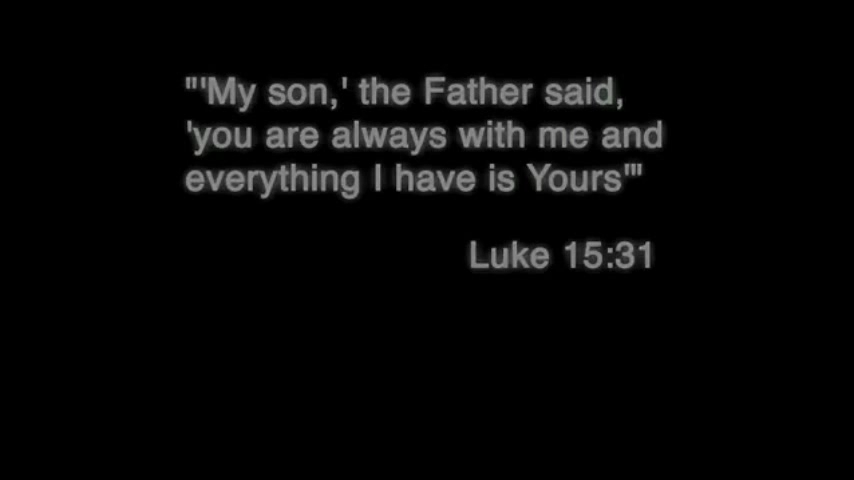 "'My son,' the Father said,
'you are always with me and
everything I have is Yours'"
Luke 15:31